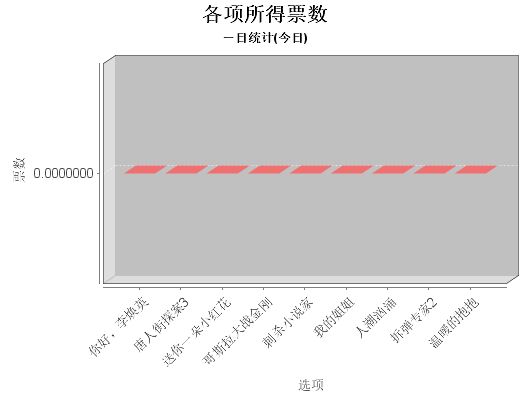 各项所得票数
一日统计(今日)
票数
0.0000000
你好，李焕英
唐人街探案3
送你一朵小红花
哥斯拉大战金刚
刺杀小说家
我的姐姐
人潮汹涌
拆弹专家2
温暖的抱抱
选项